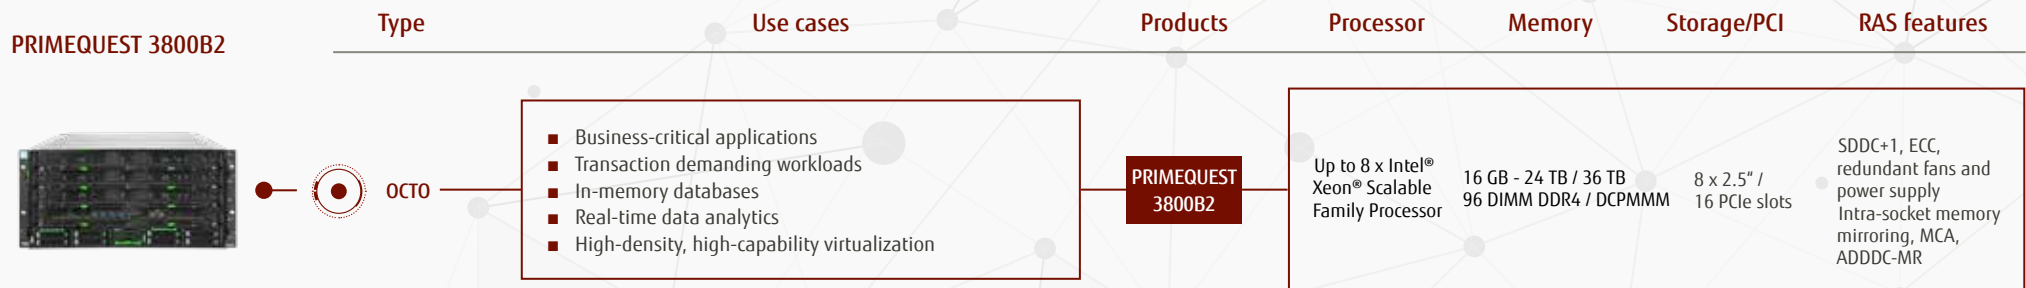 PRIMEQUEST 3800B2
Type
Use cases
Products
Processor
Memory
Storage/PCI
RAS features
OCTO
■ Business-critical applications
■ Transaction demanding workloads
■ In-memory databases
■ Real-time data analytics
■ High-density, high-capability virtualization
PRIMEQUEST
3800B2
Up to 8 x Intel®
Xeon® Scalable
Family Processor
16 GB - 24 TB / 36 TB
96 DIMM DDR4 / DCPMMM
8 x 2.5“ /
16 PCIe slots
SDDC+1, ECC,
redundant fans and
power supply
Intra-socket memory
mirroring, MCA,
ADDDC-MR